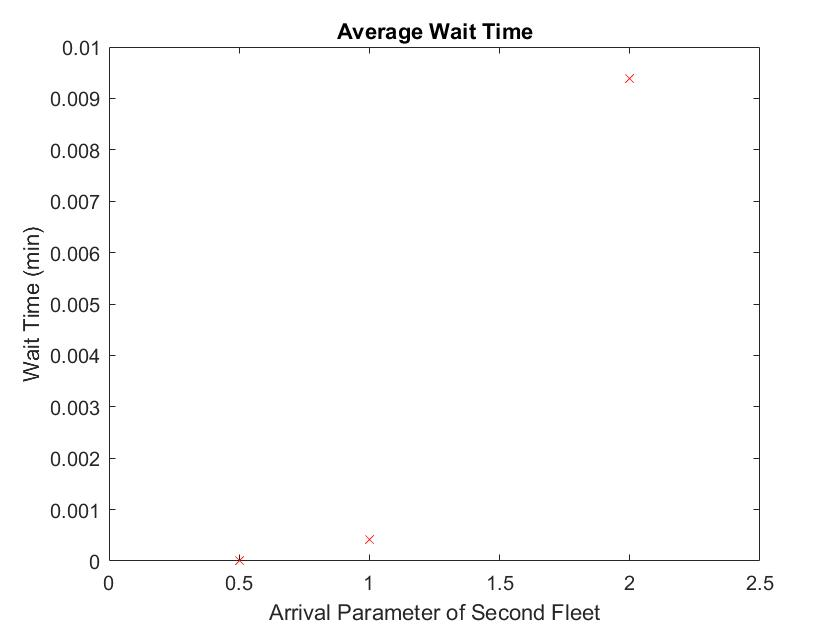 Average Wait Time
0.01
0.009
0.008
0.007
0.006
0.005
0.004
0.003
0.002
0.001
0
Wait Time (min)
0 0.5 1 1.5 2 2.5
Arrival Parameter of Second Fleet